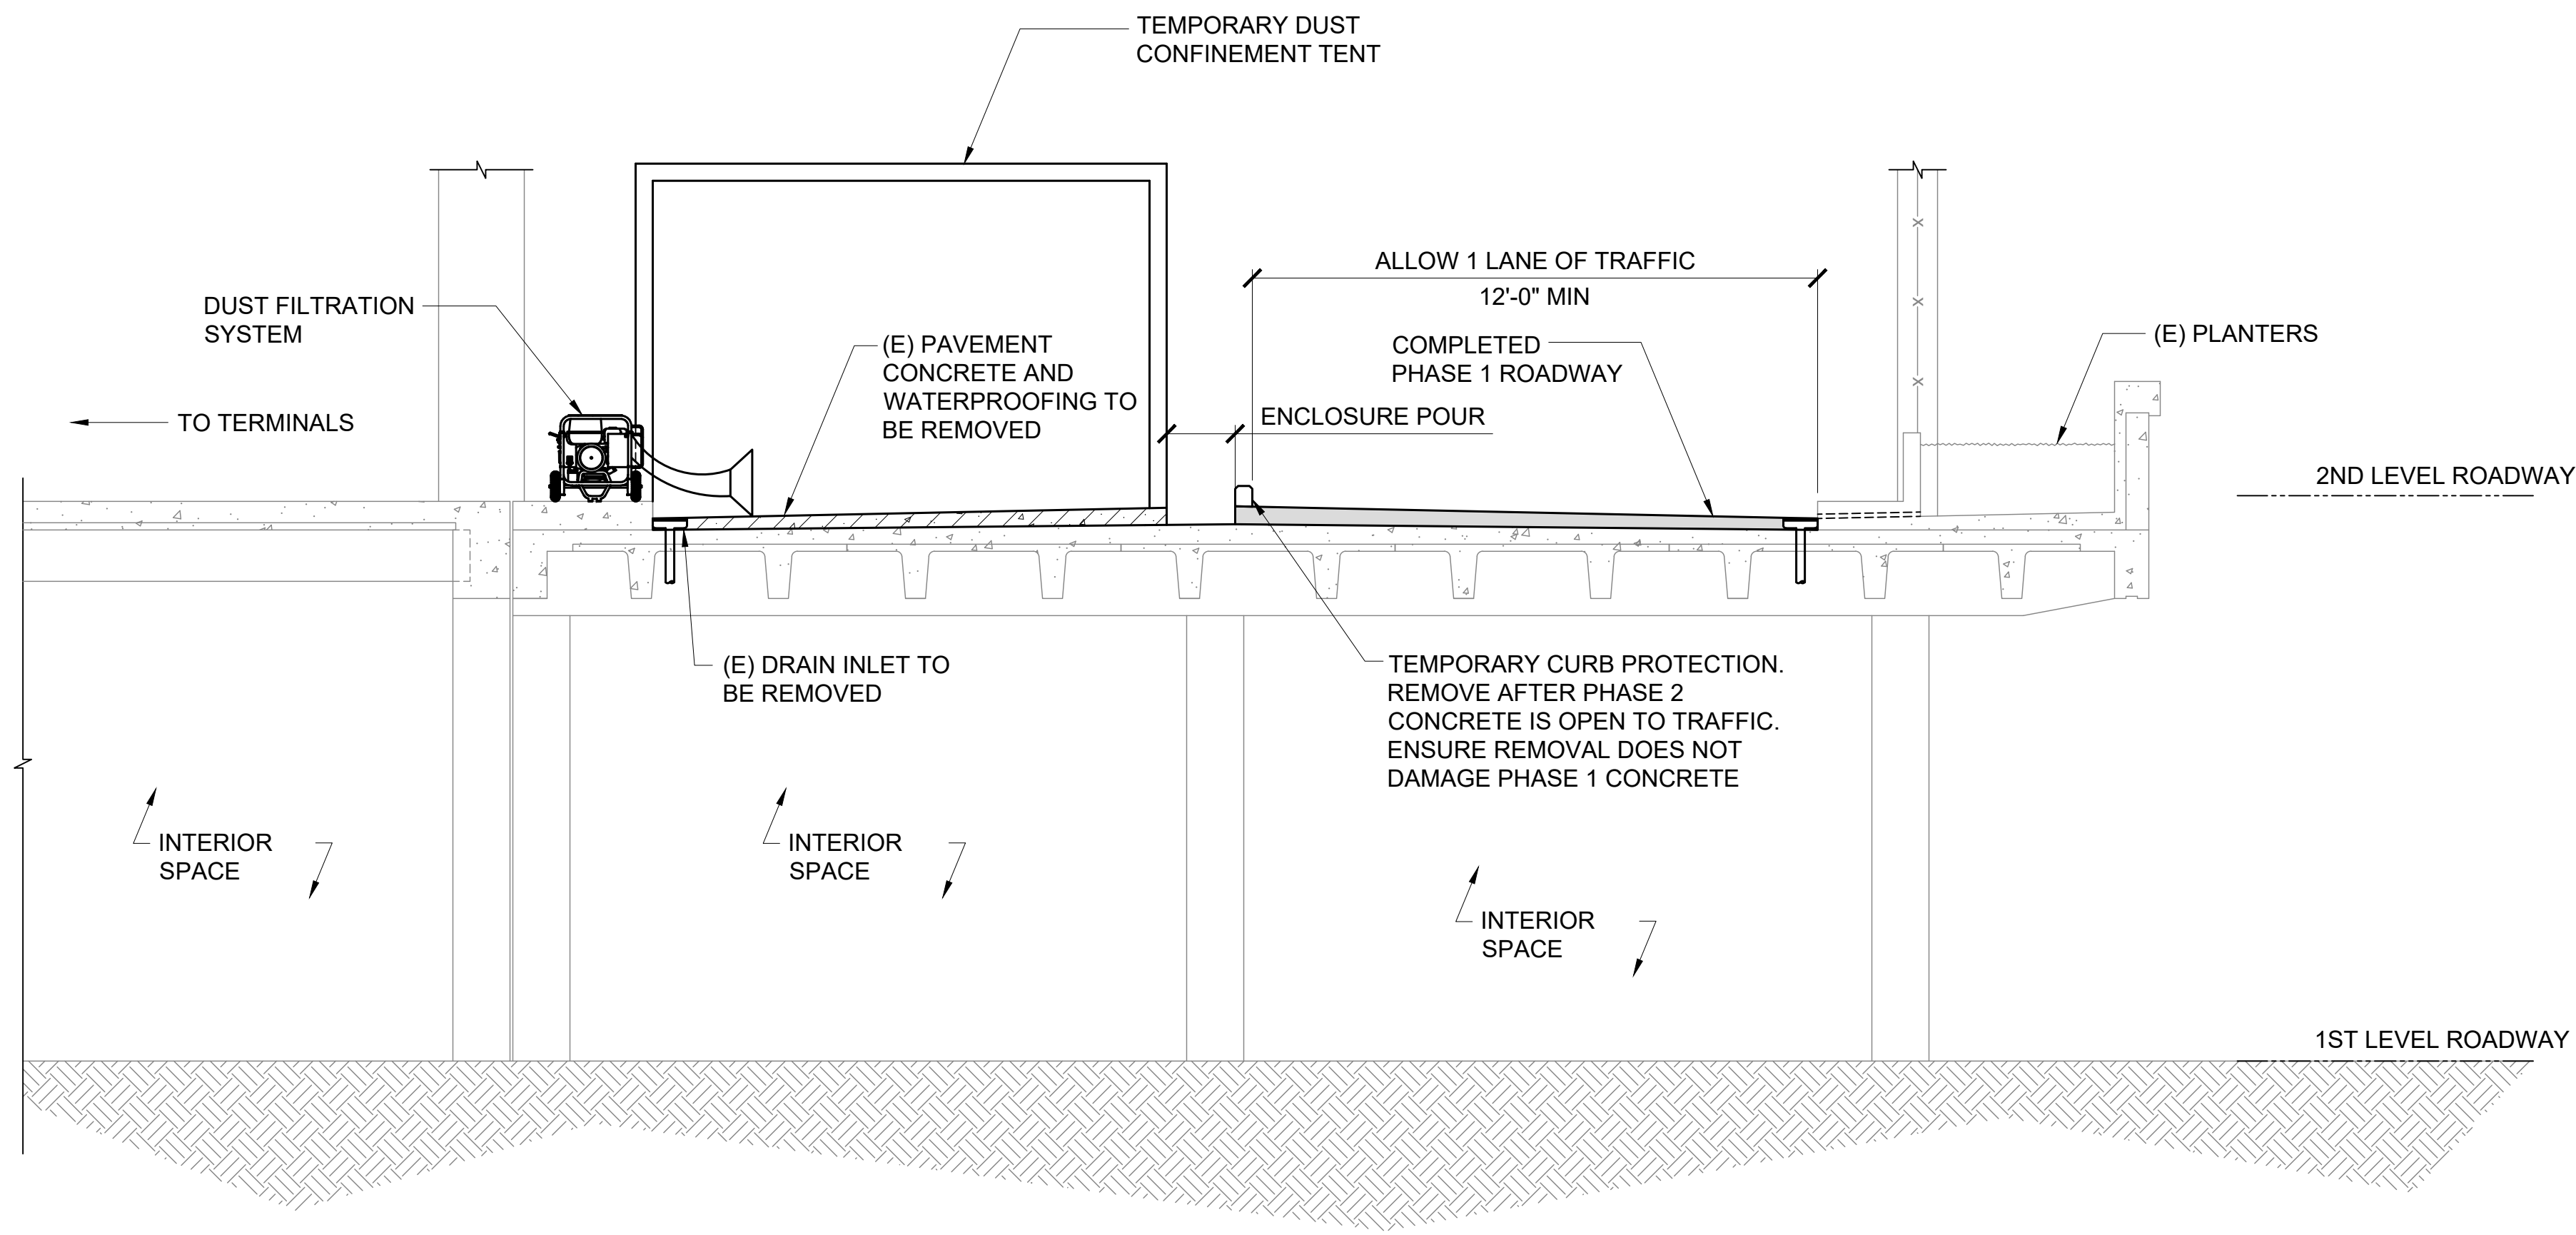 TEMPORARY DUST
CONFINEMENT TENT
ALLOW 1 LANE OF TRAFFIC
12'-0" MIN
DUST FILTRATION
SYSTEM
(E) PAVEMENT
CONCRETE AND
WATERPROOFING TO
BE REMOVED
COMPLETED
PHASE 1 ROADWAY
(E) PLANTERS
TO TERMINALS
ENCLOSURE POUR
2ND LEVEL ROADWAY
(E) DRAIN INLET TO
BE REMOVED
TEMPORARY CURB PROTECTION.
REMOVE AFTER PHASE 2
CONCRETE IS OPEN TO TRAFFIC.
ENSURE REMOVAL DOES NOT
DAMAGE PHASE 1 CONCRETE
INTERIOR
SPACE
INTERIOR
SPACE
INTERIOR
SPACE
1ST LEVEL ROADWAY